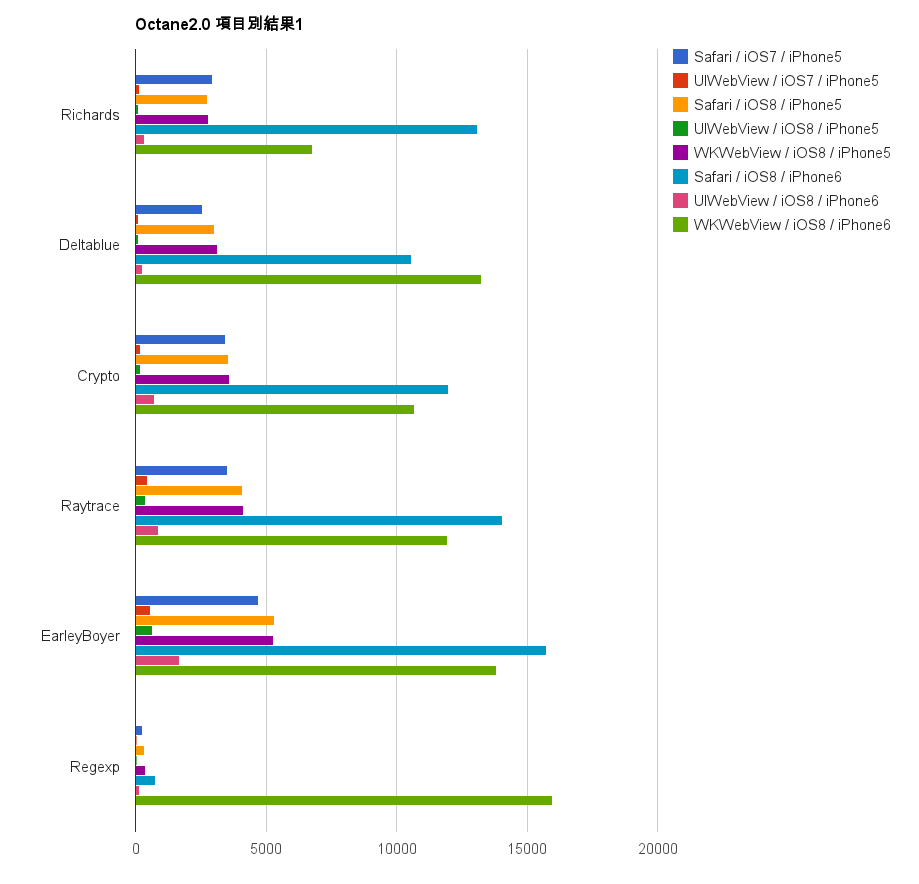 Octane2.0 項目別結果1
Safari / iOS7 / iPhone5
UIWebView / iOS7 / iPhone5
Safari / iOS8 / iPhone5
UIWebView / iOS8 / iPhone5
WKWebView / iOS8 / iPhone5
Safari / iOS8 / iPhone6
UIWebView / iOS8 / iPhone6
WKWebView / iOS8 / iPhone6
Richards
Deltablue
Crypto
Raytrace
EarleyBoyer
Regexp
0 5000 10000 15000 20000